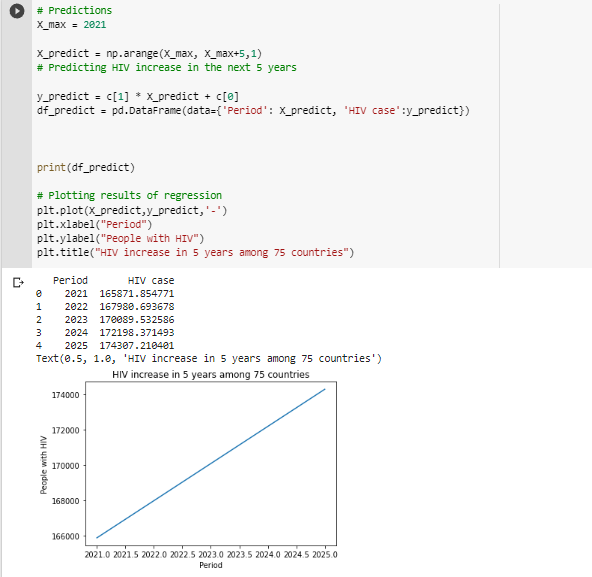 # Predictions
X_max = 2021
X_predict = np.arange(X_max, X_max+5,1)
# Predicting HIV increase in the next 5 years
y_predict = c[1] * X_predict + c[0]
df_predict = pd.DataFrame(data={'Period': X_predict, 'HIV case':y_predict})
print(df_predict)
# Plotting results of regression
plt.plot(X_predict,y_predict,'-')
plt.xlabel("Period")
plt.ylabel("People with HIV")
plt.title("HIV increase in 5 years among 75 countries")
Period HIV case
0 2021 165871.854771
1 2022 167980.693678
2 2023 170089.532586
3 2024 172198.371493
4 2025 174307.210401
Text(0.5, 1.0, 'HIV increase in 5 years among 75 countries')
HIV increase in 5 years among 75 countries
174000
172000
170000
168000
166000
People with HIV
2021.0 2021.5 2022.0 2022.5 2023.0 2023.5 2024.0 2024.5 2025.0
Period